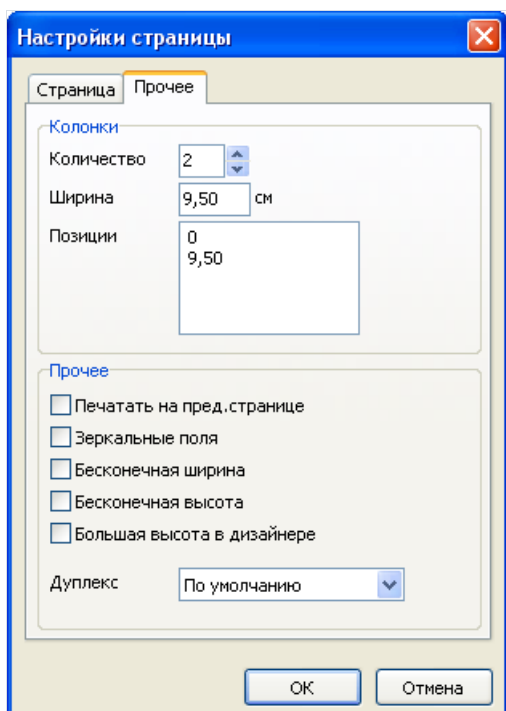 Настройки страницы
Страница Прочее
Колонки
Количество 2
Ширина 9,50 см
Позиции 0
9,50
Прочее
Печатать на пред.странице
Зеркальные поля
Бесконечная ширина
Бесконечная высота
Большая высота в дизайнере
Дуплекс По умолчанию
ОК Отмена